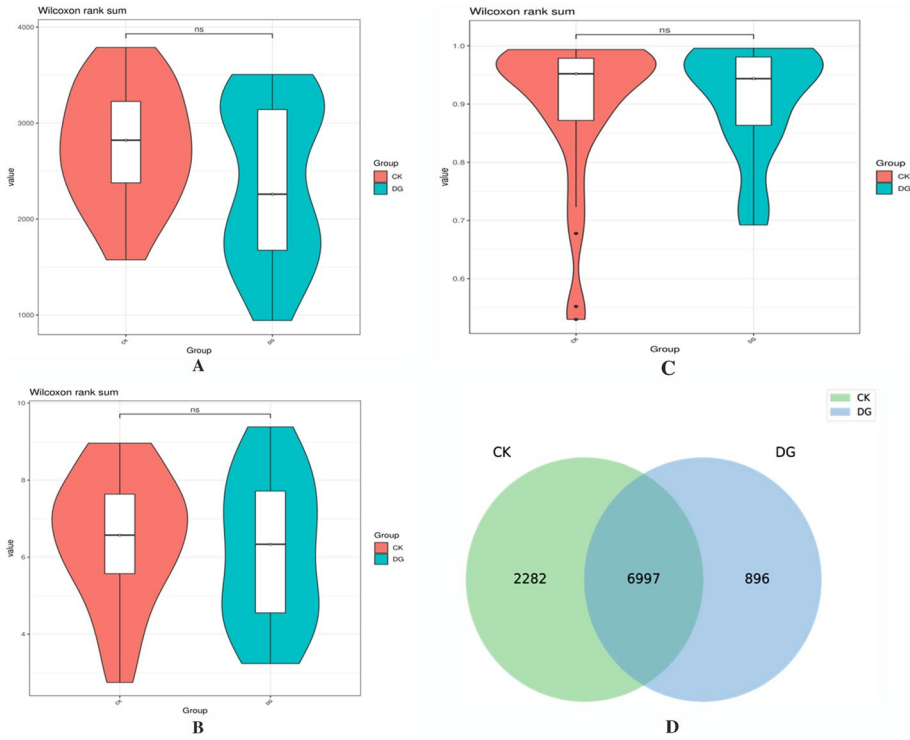 Wilcoxon rank sum
ns
4000
3000
2000
1000
value
CK
DG
Group
Group
CK
DG
A
Wilcoxon rank sum
ns
1.0
0.9
0.8
0.7
0.6
value
CK
DG
Group
Group
CK
DG
C
Wilcoxon rank sum
ns
10
8
6
4
value
CK
DG
Group
Group
CK
DG
B
CK
DG
CK
DG
2282
6997
896
D